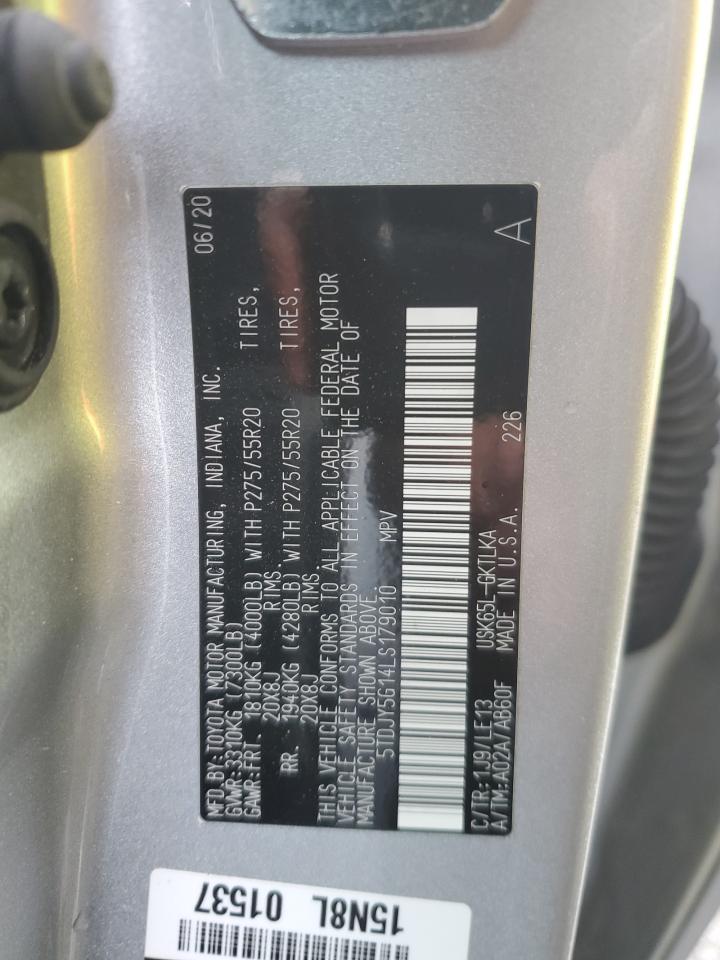 MFD.BY:TOYOTA MOTOR MANUFACTURING, INDIANA, INC. 06/20
GVWR:3310KG (7300LB)
GAWR:FRT. 1810KG (4000LB) WITH P275/55R20 TIRES,
20X8J RIMS.
RR. 1940KG (4280LB) WITH P275/55R20 TIRES,
20X8J RIMS.
THIS VEHICLE CONFORMS TO ALL APPLICABLE FEDERAL MOTOR
VEHICLE SAFETY STANDARDS IN EFFECT ON THE DATE OF
MANUFACTURE SHOWN ABOVE.
5TDJY5G14LS179010 MPV
C/TR:1J9/LE13 USK65L-GKTLKA
A/TM:A02A/AB60F MADE IN U.S.A. 226 A
15N8L 01537